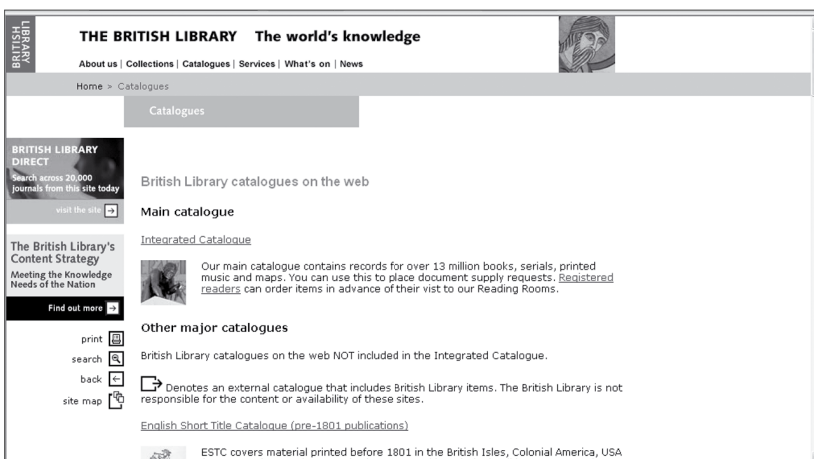 BRITISH
LIBRARY
THE BRITISH LIBRARY The world's knowledge
About us | Collections | Catalogues | Services | What's on | News
Home > Catalogues
Catalogues
BRITISH LIBRARY
DIRECT
Search across 20,000
journals from this site today
visit the site
The British Library's
Content Strategy
Meeting the Knowledge
Needs of the Nation
Find out more
print
search
back
site map
British Library catalogues on the web
Main catalogue
Integrated Catalogue
Our main catalogue contains records for over 13 million books, serials, printed
music and maps. You can use this to place document supply requests. Registered
readers can order items in advance of their vist to our Reading Rooms.
Other major catalogues
British Library catalogues on the web NOT included in the Integrated Catalogue.
Denotes an external catalogue that includes British Library items. The British Library is not
responsible for the content or availability of these sites.
English Short Title Catalogue (pre-1801 publications)
ESTC covers material printed before 1801 in the British Isles, Colonial America, USA